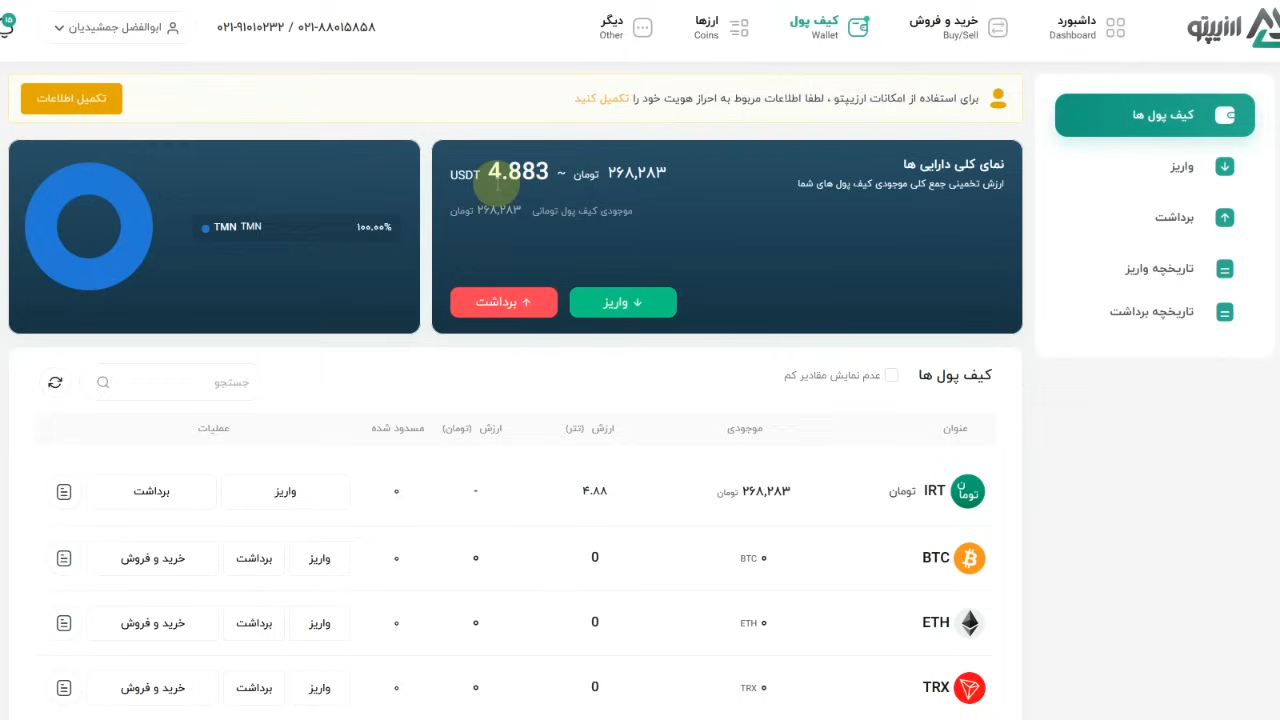 ارزیپتو
داشبورد
Dashboard
خرید و فروش
Buy/Sell
کیف پول
Wallet
ارزها
Coins
دیگر
Other
۰۲۱-۹۱۰۱۰۲۳۲ / ۰۲۱-۸۸۰۱۵۸۵۸
ابوالفضل جمشیدیان
۱۵
کیف پول ها
واریز
برداشت
تاریخچه واریز
تاریخچه برداشت
برای استفاده از امکانات ارزیپتو ، لطفا اطلاعات مربوط به احراز هویت خود را تکمیل کنید
تکمیل اطلاعات
نمای کلی دارایی ها
ارزش تخمینی جمع کلی موجودی کیف پول های شما
۲۶۸,۲۸۳ تومان ~ 4.883 USDT
موجودی کیف پول تومانی ۲۶۸,۲۸۳ تومان
واریز
برداشت
TMN TMN ۱۰۰.۰۰%
کیف پول ها
عدم نمایش مقادیر کم
جستجو
عنوان موجودی ارزش (تتر) ارزش (تومان) مسدود شده عملیات
تومان IRT تومان ۲۶۸,۲۸۳ تومان ۴.۸۸ - ۰ واریز برداشت
BTC ۰ BTC 0 ۰ ۰ واریز برداشت خرید و فروش
ETH ۰ ETH 0 ۰ ۰ واریز برداشت خرید و فروش
TRX ۰ TRX 0 ۰ ۰ واریز برداشت خرید و فروش